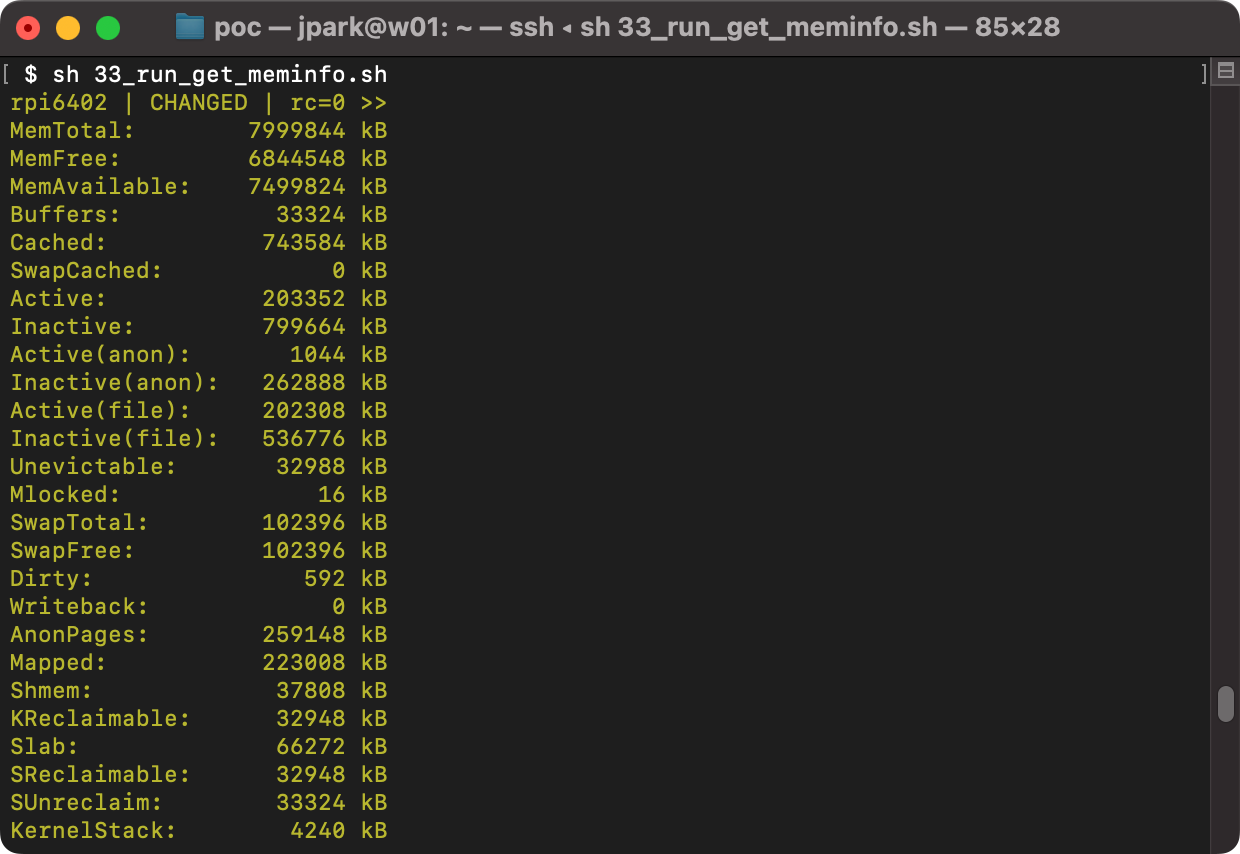 poc — jpark@w01: ~ — ssh ◂ sh 33_run_get_meminfo.sh — 85×28
[ $ sh 33_run_get_meminfo.sh ]
rpi6402 | CHANGED | rc=0 >>
MemTotal:        7999844 kB
MemFree:         6844548 kB
MemAvailable:    7499824 kB
Buffers:           33324 kB
Cached:           743584 kB
SwapCached:            0 kB
Active:           203352 kB
Inactive:         799664 kB
Active(anon):       1044 kB
Inactive(anon):   262888 kB
Active(file):     202308 kB
Inactive(file):   536776 kB
Unevictable:       32988 kB
Mlocked:              16 kB
SwapTotal:        102396 kB
SwapFree:         102396 kB
Dirty:               592 kB
Writeback:             0 kB
AnonPages:        259148 kB
Mapped:           223008 kB
Shmem:             37808 kB
KReclaimable:      32948 kB
Slab:              66272 kB
SReclaimable:      32948 kB
SUnreclaim:        33324 kB
KernelStack:        4240 kB